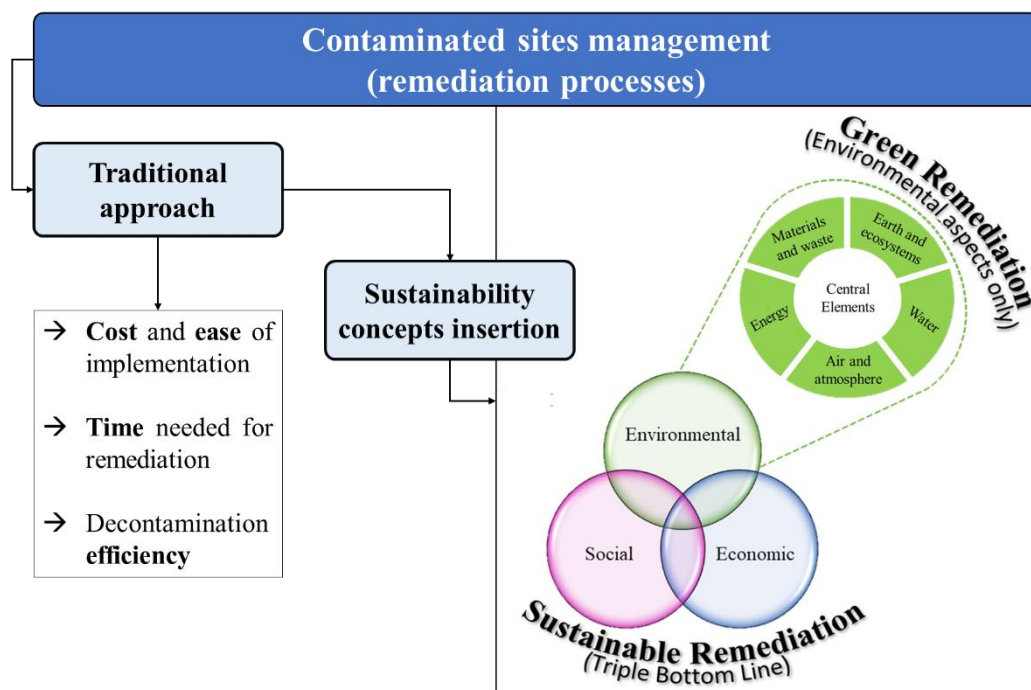 Contaminated sites management
(remediation processes)
Traditional
approach
Sustainability
concepts insertion
→ Cost and ease of
implementation
→ Time needed for
remediation
→ Decontamination
efficiency
Green Remediation
(Environmental aspects only)
Materials
and waste
Earth and
ecosystems
Energy
Central
Elements
Water
Air and
atmosphere
Environmental
Social
Economic
Sustainable Remediation
(Triple Bottom Line)